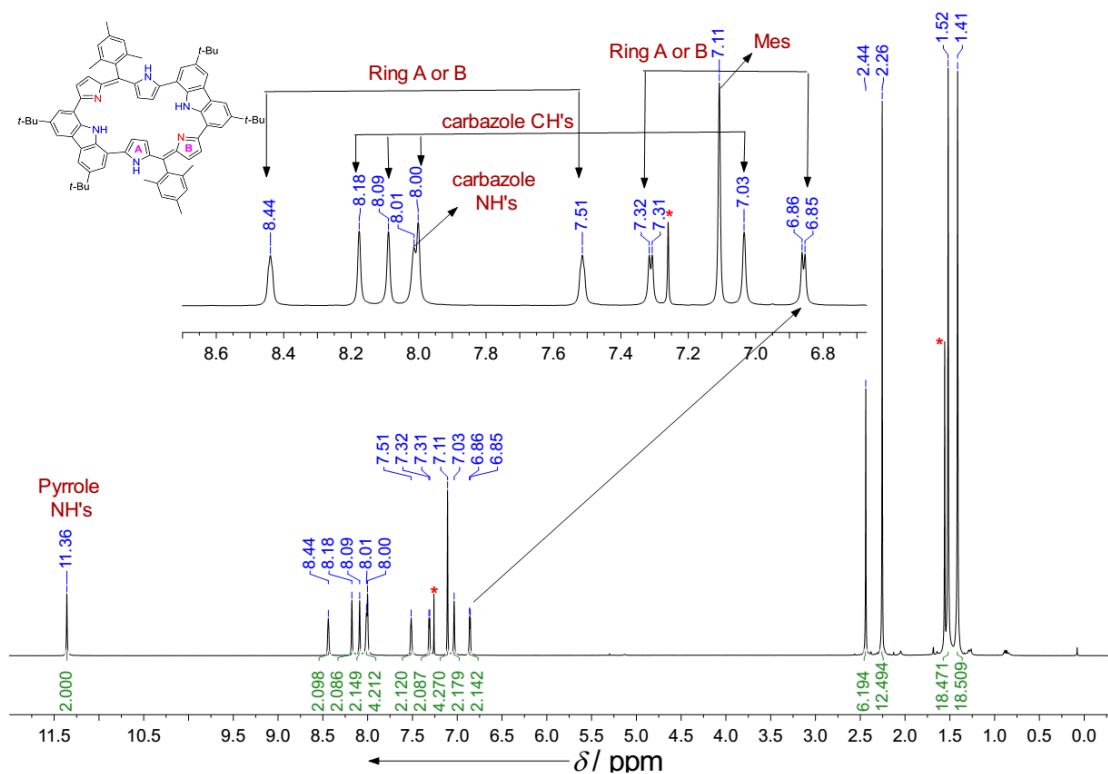 t-Bu
NH
N
t-Bu
HN
NH
t-Bu
A
N
B
N
H
t-Bu
Ring A or B
Ring A or B
7.11
Mes
carbazole CH's
carbazole
NH's
8.44
8.18
8.09
8.01
8.00
7.51
7.32
7.31
*
7.03
6.86
6.85
8.6 8.4 8.2 8.0 7.8 7.6 7.4 7.2 7.0 6.8
2.44
2.26
1.52
1.41
*
Pyrrole
NH's
11.36
8.44
8.18
8.09
8.01
8.00
7.51
7.32
7.31
7.11
7.03
6.86
6.85
*
2.000
2.098
2.086
2.149
4.212
2.120
2.087
4.270
2.179
2.142
6.194
12.494
18.471
18.509
11.5 11.0 10.5 10.0 9.5 9.0 8.5 8.0 7.5 7.0 6.5 6.0 5.5 5.0 4.5 4.0 3.5 3.0 2.5 2.0 1.5 1.0 0.5 0.0
δ / ppm